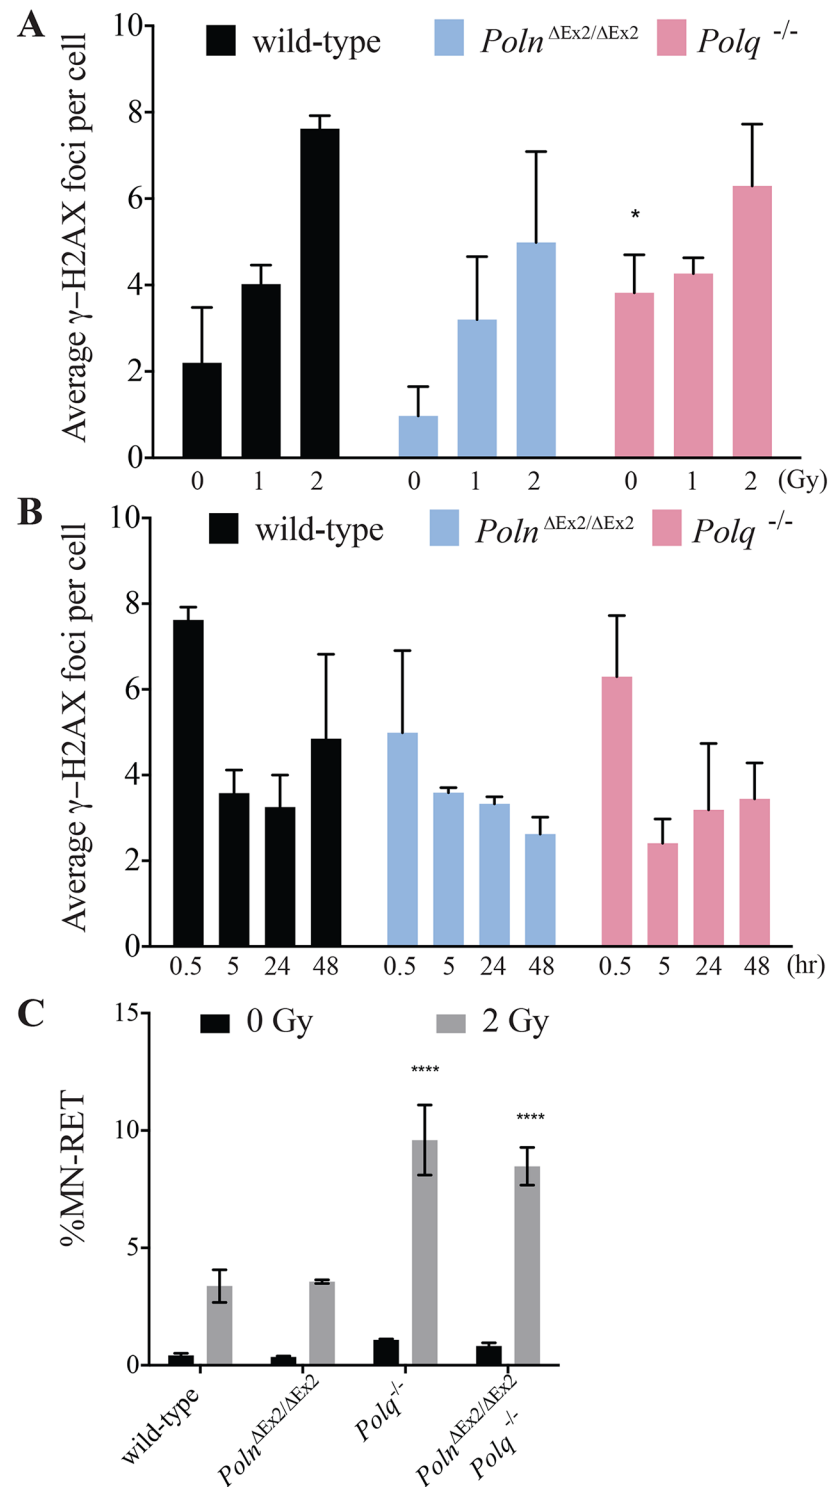 A
10
wild-type
Poln ΔEx2/ΔEx2
Polq -/-
8
6
4
2
0
Average γ–H2AX foci per cell
*
0 1 2 0 1 2 0 1 2 (Gy)
B
10
wild-type
Poln ΔEx2/ΔEx2
Polq -/-
8
6
4
2
0
Average γ–H2AX foci per cell
0.5 5 24 48 0.5 5 24 48 0.5 5 24 48 (hr)
C
15
0 Gy
2 Gy
10
5
0
%MN-RET
****
****
wild-type
Poln ΔEx2/ΔEx2
Polq -/-
Poln ΔEx2/ΔEx2
Polq -/-